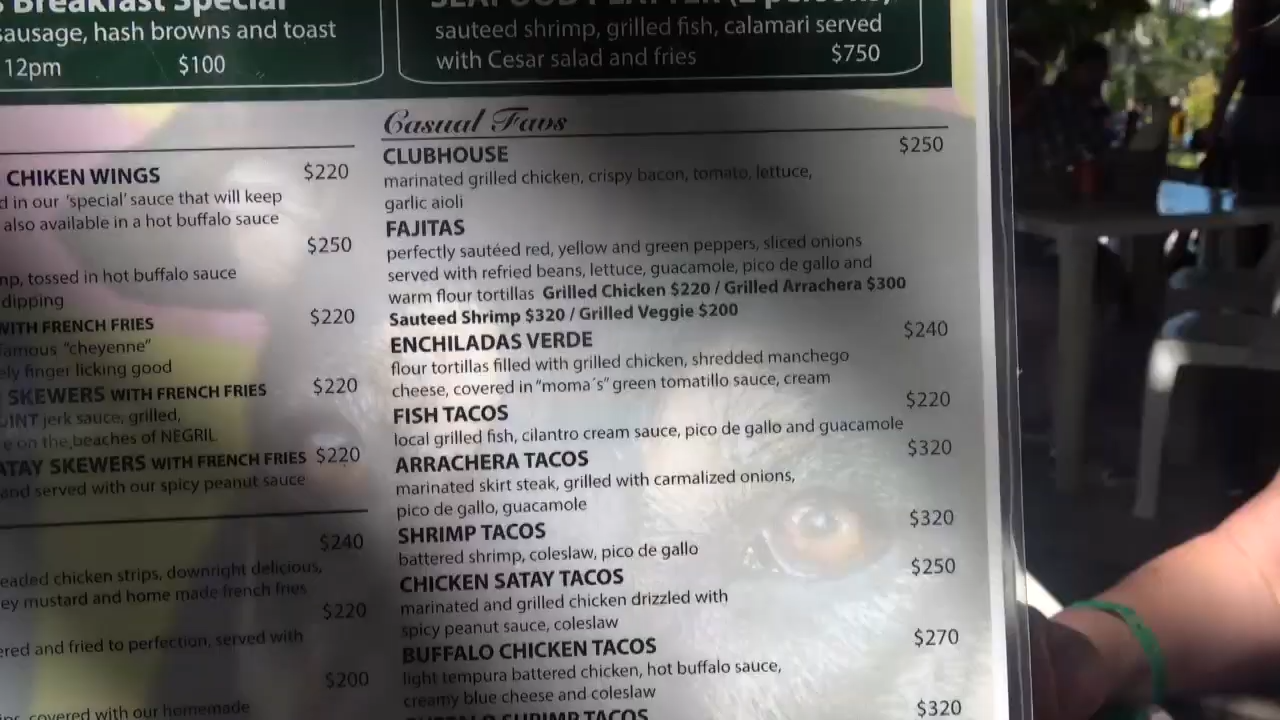 Breakfast Special
sausage, hash browns and toast
12pm $100
sauteed shrimp, grilled fish, calamari served
with Cesar salad and fries $750
CHIKEN WINGS $220
in our 'special' sauce that will keep
also available in a hot buffalo sauce
$250
tossed in hot buffalo sauce
dipping
WITH FRENCH FRIES $220
famous "cheyenne"
finger licking good
SKEWERS WITH FRENCH FRIES $220
jerk sauce, grilled,
on the beaches of NEGRIL
SKEWERS WITH FRENCH FRIES $220
and served with our spicy peanut sauce
$240
chicken strips, downright delicious,
mustard and home made french fries
$220
and fried to perfection, served with
$200
covered with our homemade
Casual Favs
CLUBHOUSE $250
marinated grilled chicken, crispy bacon, tomato, lettuce,
garlic aioli
FAJITAS
perfectly sautéed red, yellow and green peppers, sliced onions
served with refried beans, lettuce, guacamole, pico de gallo and
warm flour tortillas Grilled Chicken $220 / Grilled Arrachera $300
Sauteed Shrimp $320 / Grilled Veggie $200
ENCHILADAS VERDE $240
flour tortillas filled with grilled chicken, shredded manchego
cheese, covered in "moma´s" green tomatillo sauce, cream
FISH TACOS $220
local grilled fish, cilantro cream sauce, pico de gallo and guacamole
ARRACHERA TACOS $320
marinated skirt steak, grilled with carmalized onions,
pico de gallo, guacamole
SHRIMP TACOS $320
battered shrimp, coleslaw, pico de gallo
CHICKEN SATAY TACOS $250
marinated and grilled chicken drizzled with
spicy peanut sauce, coleslaw
BUFFALO CHICKEN TACOS $270
light tempura battered chicken, hot buffalo sauce,
creamy blue cheese and coleslaw
BUFFALO SHRIMP TACOS $320